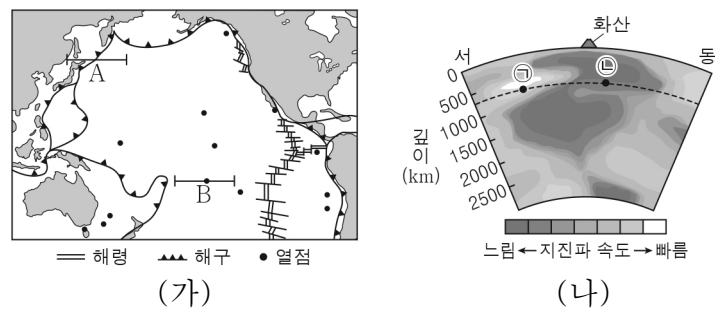 A
B
해령 해구 열점
(가)
화산
서 동
㉠ ㉡
0
500
1000
1500
2000
2500
깊이
(km)
느림 ← 지진파 속도 → 빠름
(나)